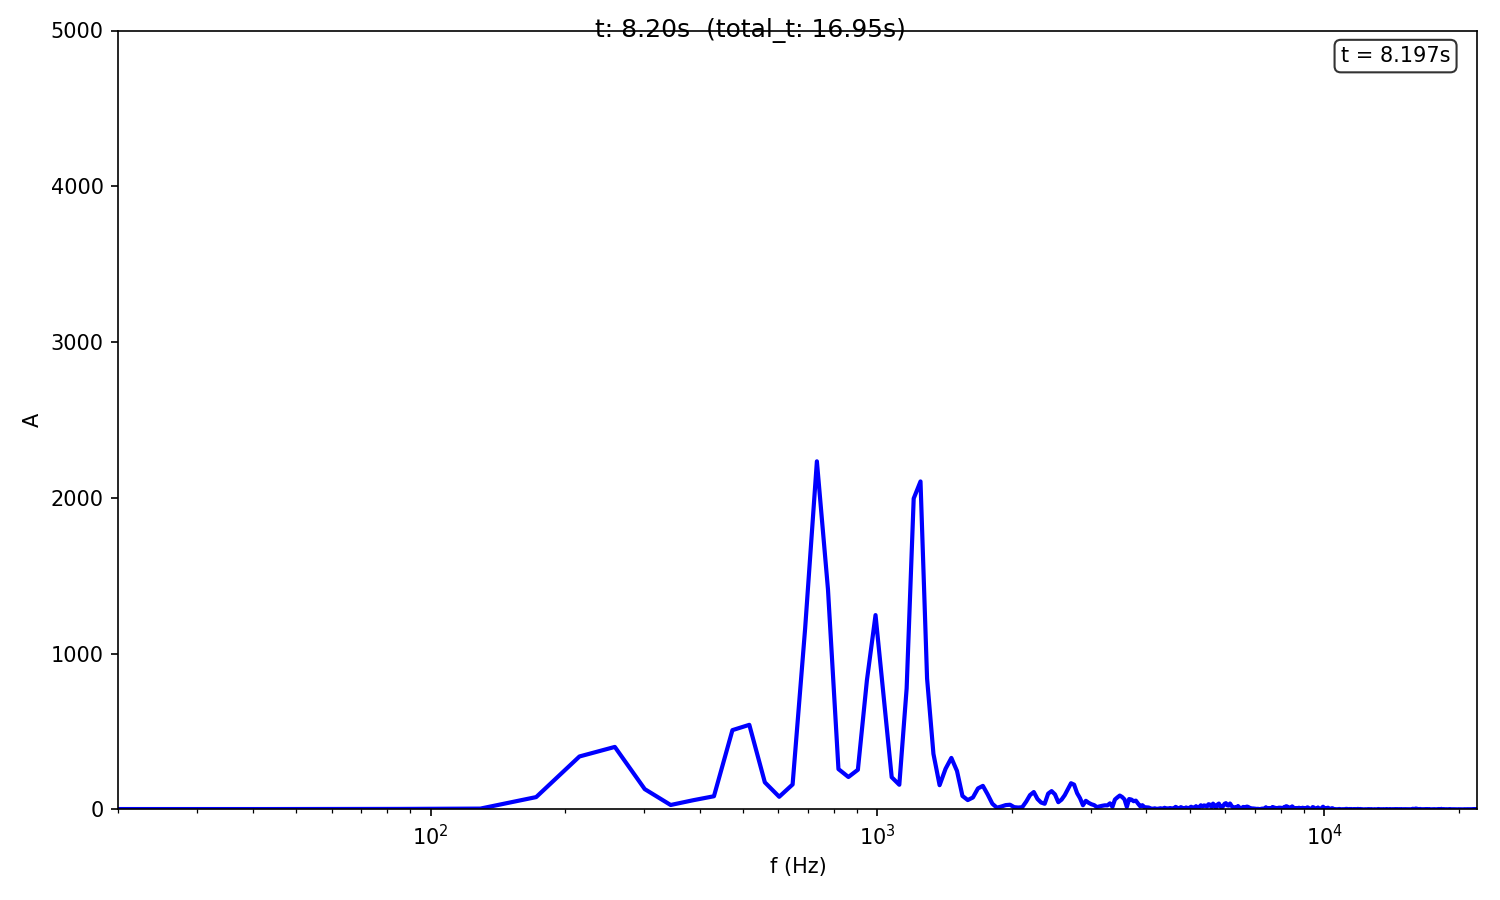 t: 8.20s  (total_t: 16.95s)
t = 8.197s
5000
4000
3000
2000
1000
0
A
10²
10³
10⁴
f (Hz)